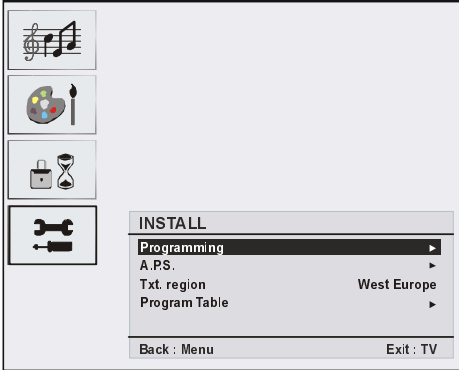 INSTALL
Programming ►
A.P.S. ►
Txt. region West Europe
Program Table ►
Back : Menu Exit : TV